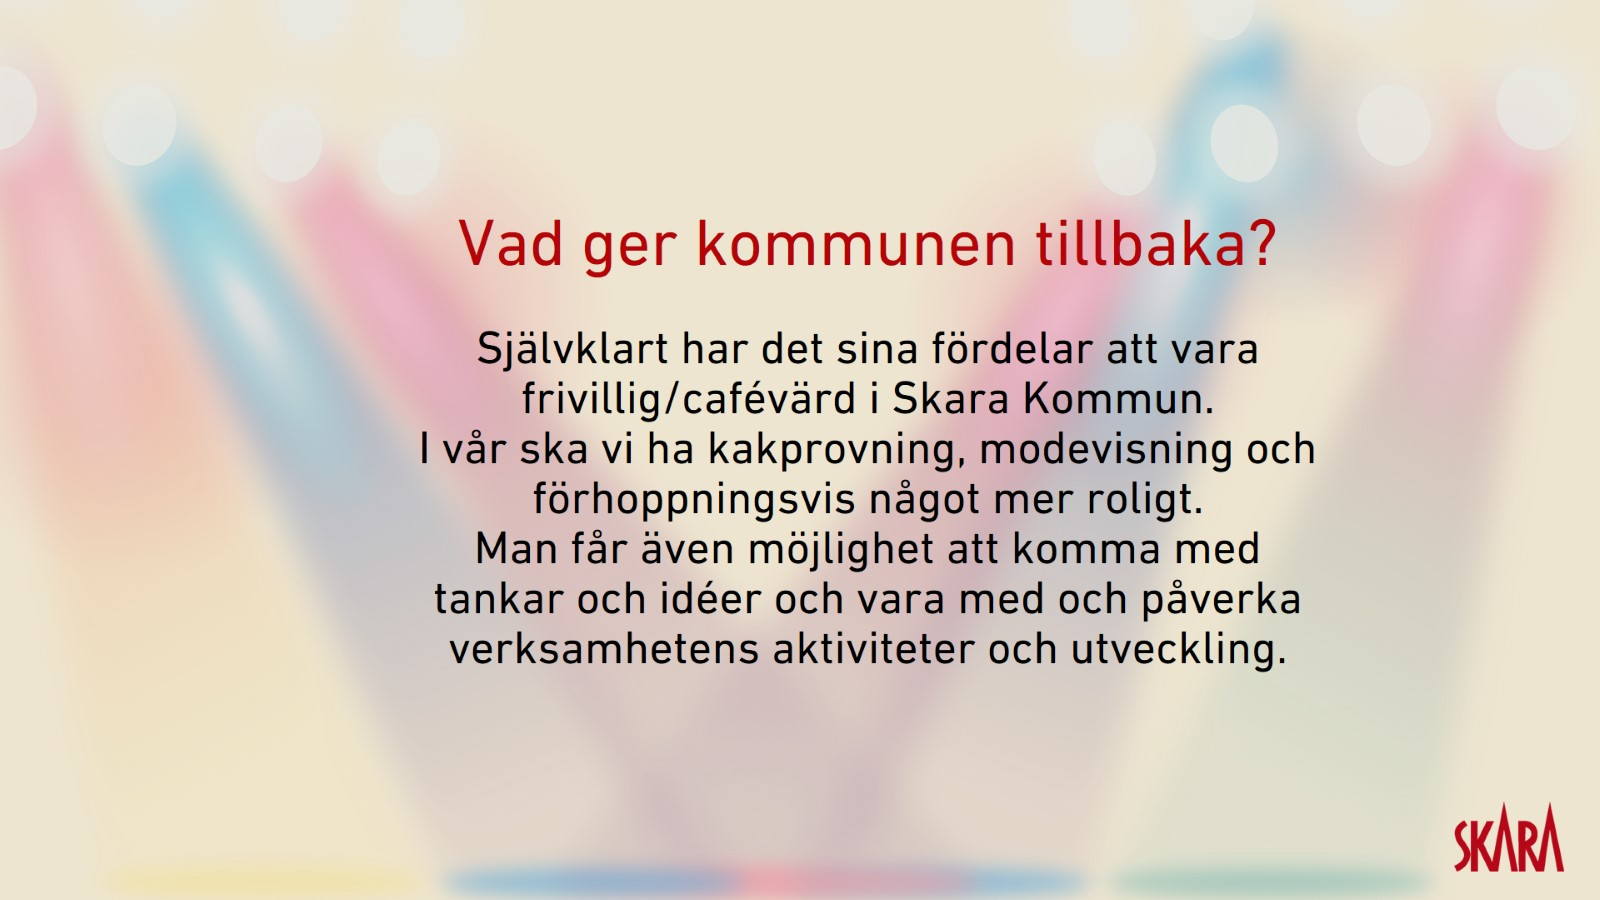 Vad ger kommunen tillbaka?
Självklart har det sina fördelar att vara
frivillig/cafévärd i Skara Kommun.
I vår ska vi ha kakprovning, modevisning och
förhoppningsvis något mer roligt.
Man får även möjlighet att komma med
tankar och idéer och vara med och påverka
verksamhetens aktiviteter och utveckling.
SKARA